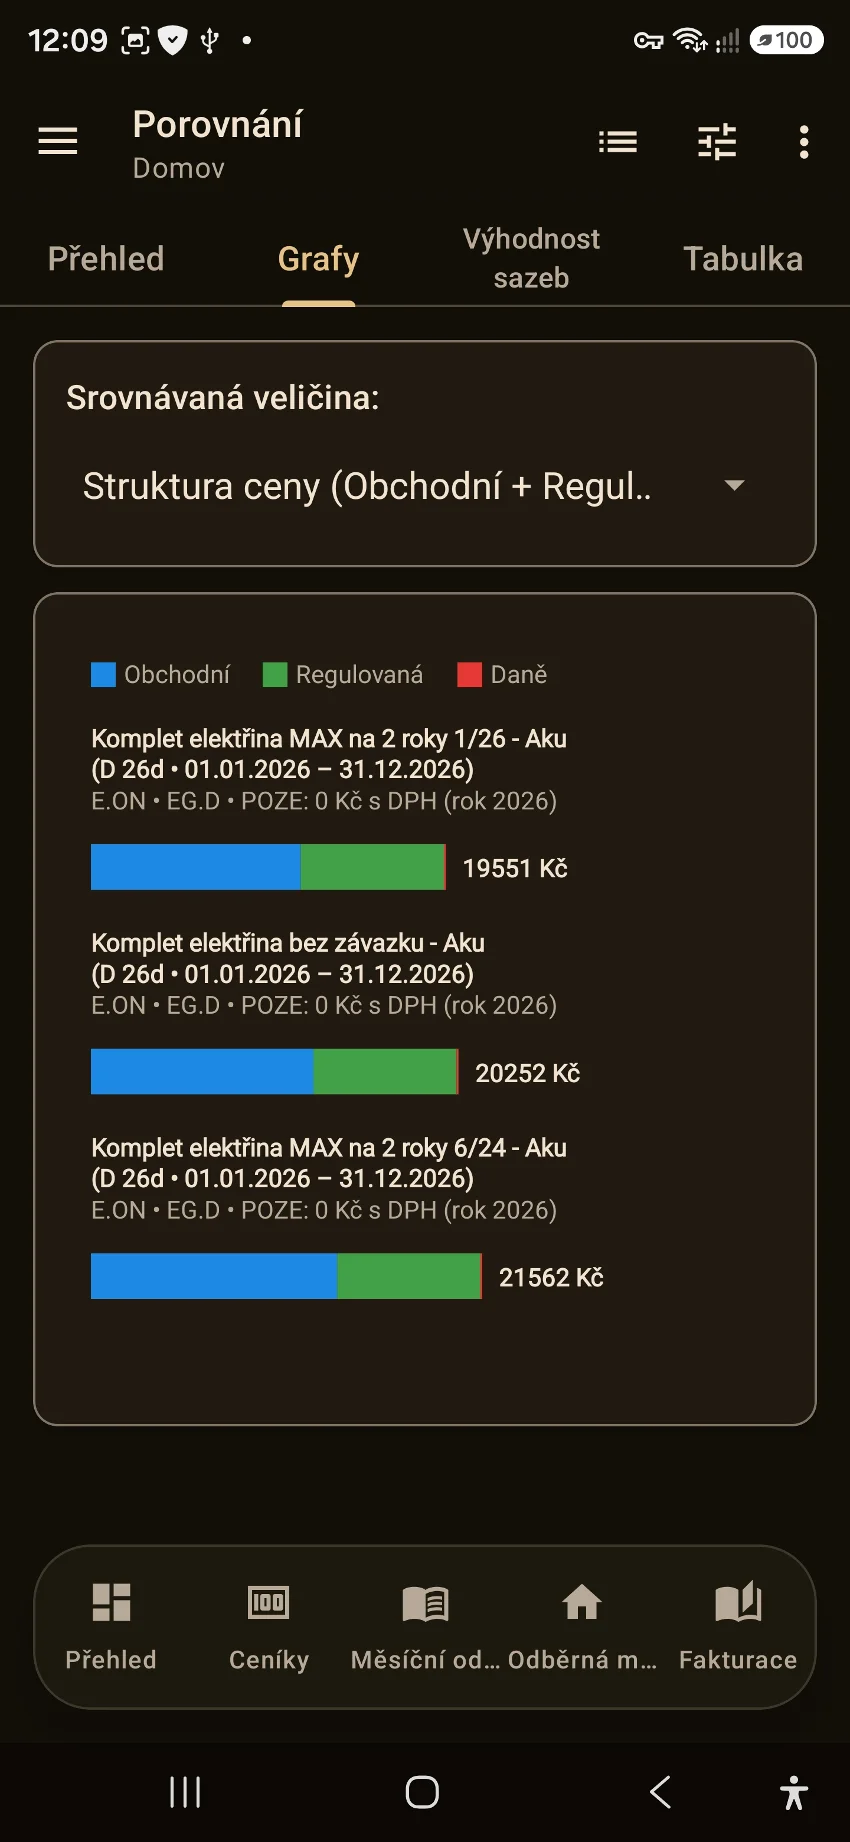 12:09
100
Porovnání
Domov
Přehled
Grafy
Výhodnost
sazeb
Tabulka
Srovnávaná veličina:
Struktura ceny (Obchodní + Regul..
Obchodní
Regulovaná
Daně
Komplet elektřina MAX na 2 roky 1/26 - Aku
(D 26d • 01.01.2026 – 31.12.2026)
E.ON • EG.D • POZE: 0 Kč s DPH (rok 2026)
19551 Kč
Komplet elektřina bez závazku - Aku
(D 26d • 01.01.2026 – 31.12.2026)
E.ON • EG.D • POZE: 0 Kč s DPH (rok 2026)
20252 Kč
Komplet elektřina MAX na 2 roky 6/24 - Aku
(D 26d • 01.01.2026 – 31.12.2026)
E.ON • EG.D • POZE: 0 Kč s DPH (rok 2026)
21562 Kč
100
Přehled
Ceníky
Měsíční od...
Odběrná m...
Fakturace